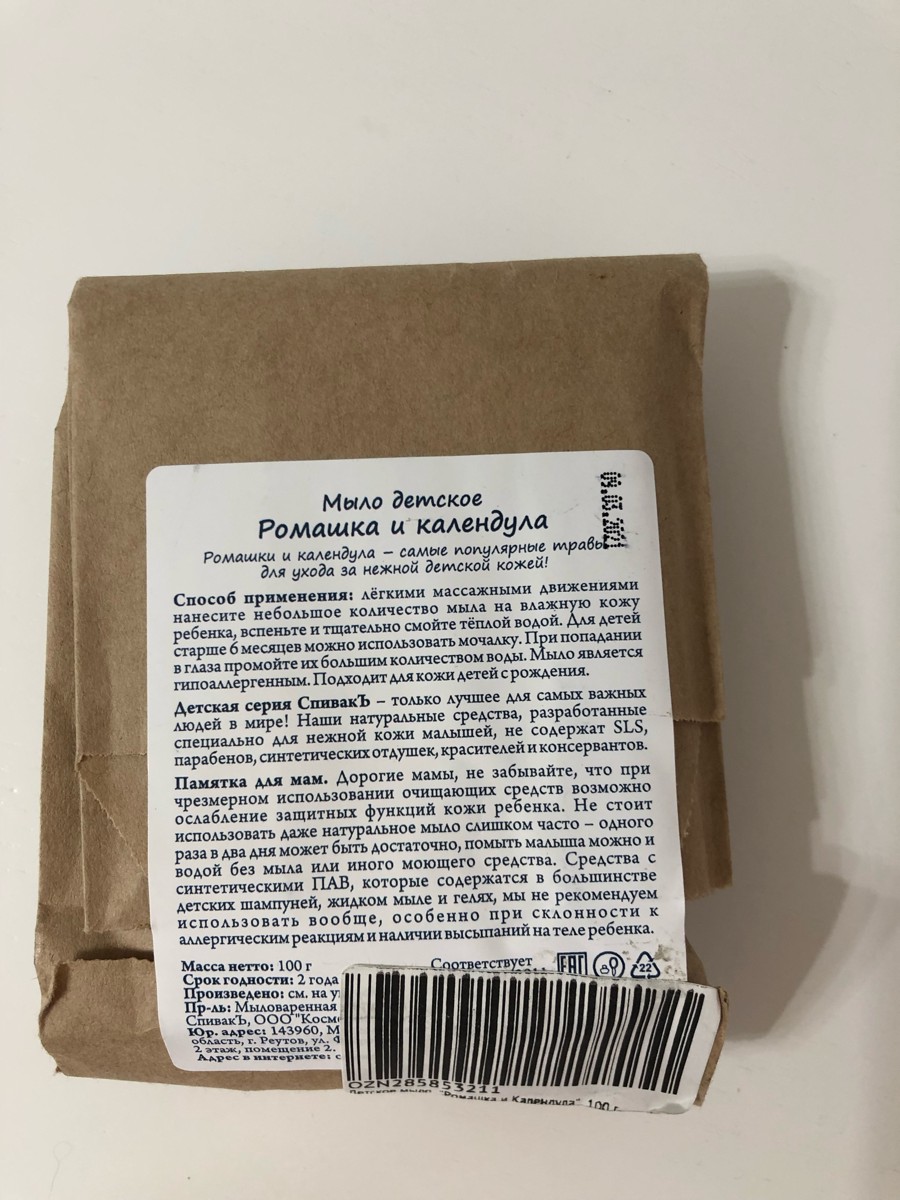 Мыло детское
Ромашка и календула
Ромашки и календула – самые популярные травы
для ухода за нежной детской кожей!
Способ применения: лёгкими массажными движениями
нанесите небольшое количество мыла на влажную кожу
ребенка, вспеньте и тщательно смойте тёплой водой. Для детей
старше 6 месяцев можно использовать мочалку. При попадании
в глаза промойте их большим количеством воды. Мыло является
гипоаллергенным. Подходит для кожи детей с рождения.
Детская серия СпивакЪ – только лучшее для самых важных
людей в мире! Наши натуральные средства, разработанные
специально для нежной кожи малышей, не содержат SLS,
парабенов, синтетических отдушек, красителей и консервантов.
Памятка для мам. Дорогие мамы, не забывайте, что при
чрезмерном использовании очищающих средств возможно
ослабление защитных функций кожи ребенка. Не стоит
использовать даже натуральное мыло слишком часто – одного
раза в два дня может быть достаточно, помыть малыша можно и
водой без мыла или иного моющего средства. Средства с
синтетическими ПАВ, которые содержатся в большинстве
детских шампуней, жидком мыле и гелях, мы не рекомендуем
использовать вообще, особенно при склонности к
аллергическим реакциям и наличии высыпаний на теле ребенка.
Масса нетто: 100 г
Срок годности: 2 года
Произведено: см. на
Пр-ль: Мыловаренная
СпивакЪ, ООО
Юр. адрес: 143960,
область, г. Реутов, ул.
2 этаж, помещение 2.
Адрес в интернете:
Соответствует
EAC
22
OZN285853211
Детское мыло "Ромашка и Календула" 100 г